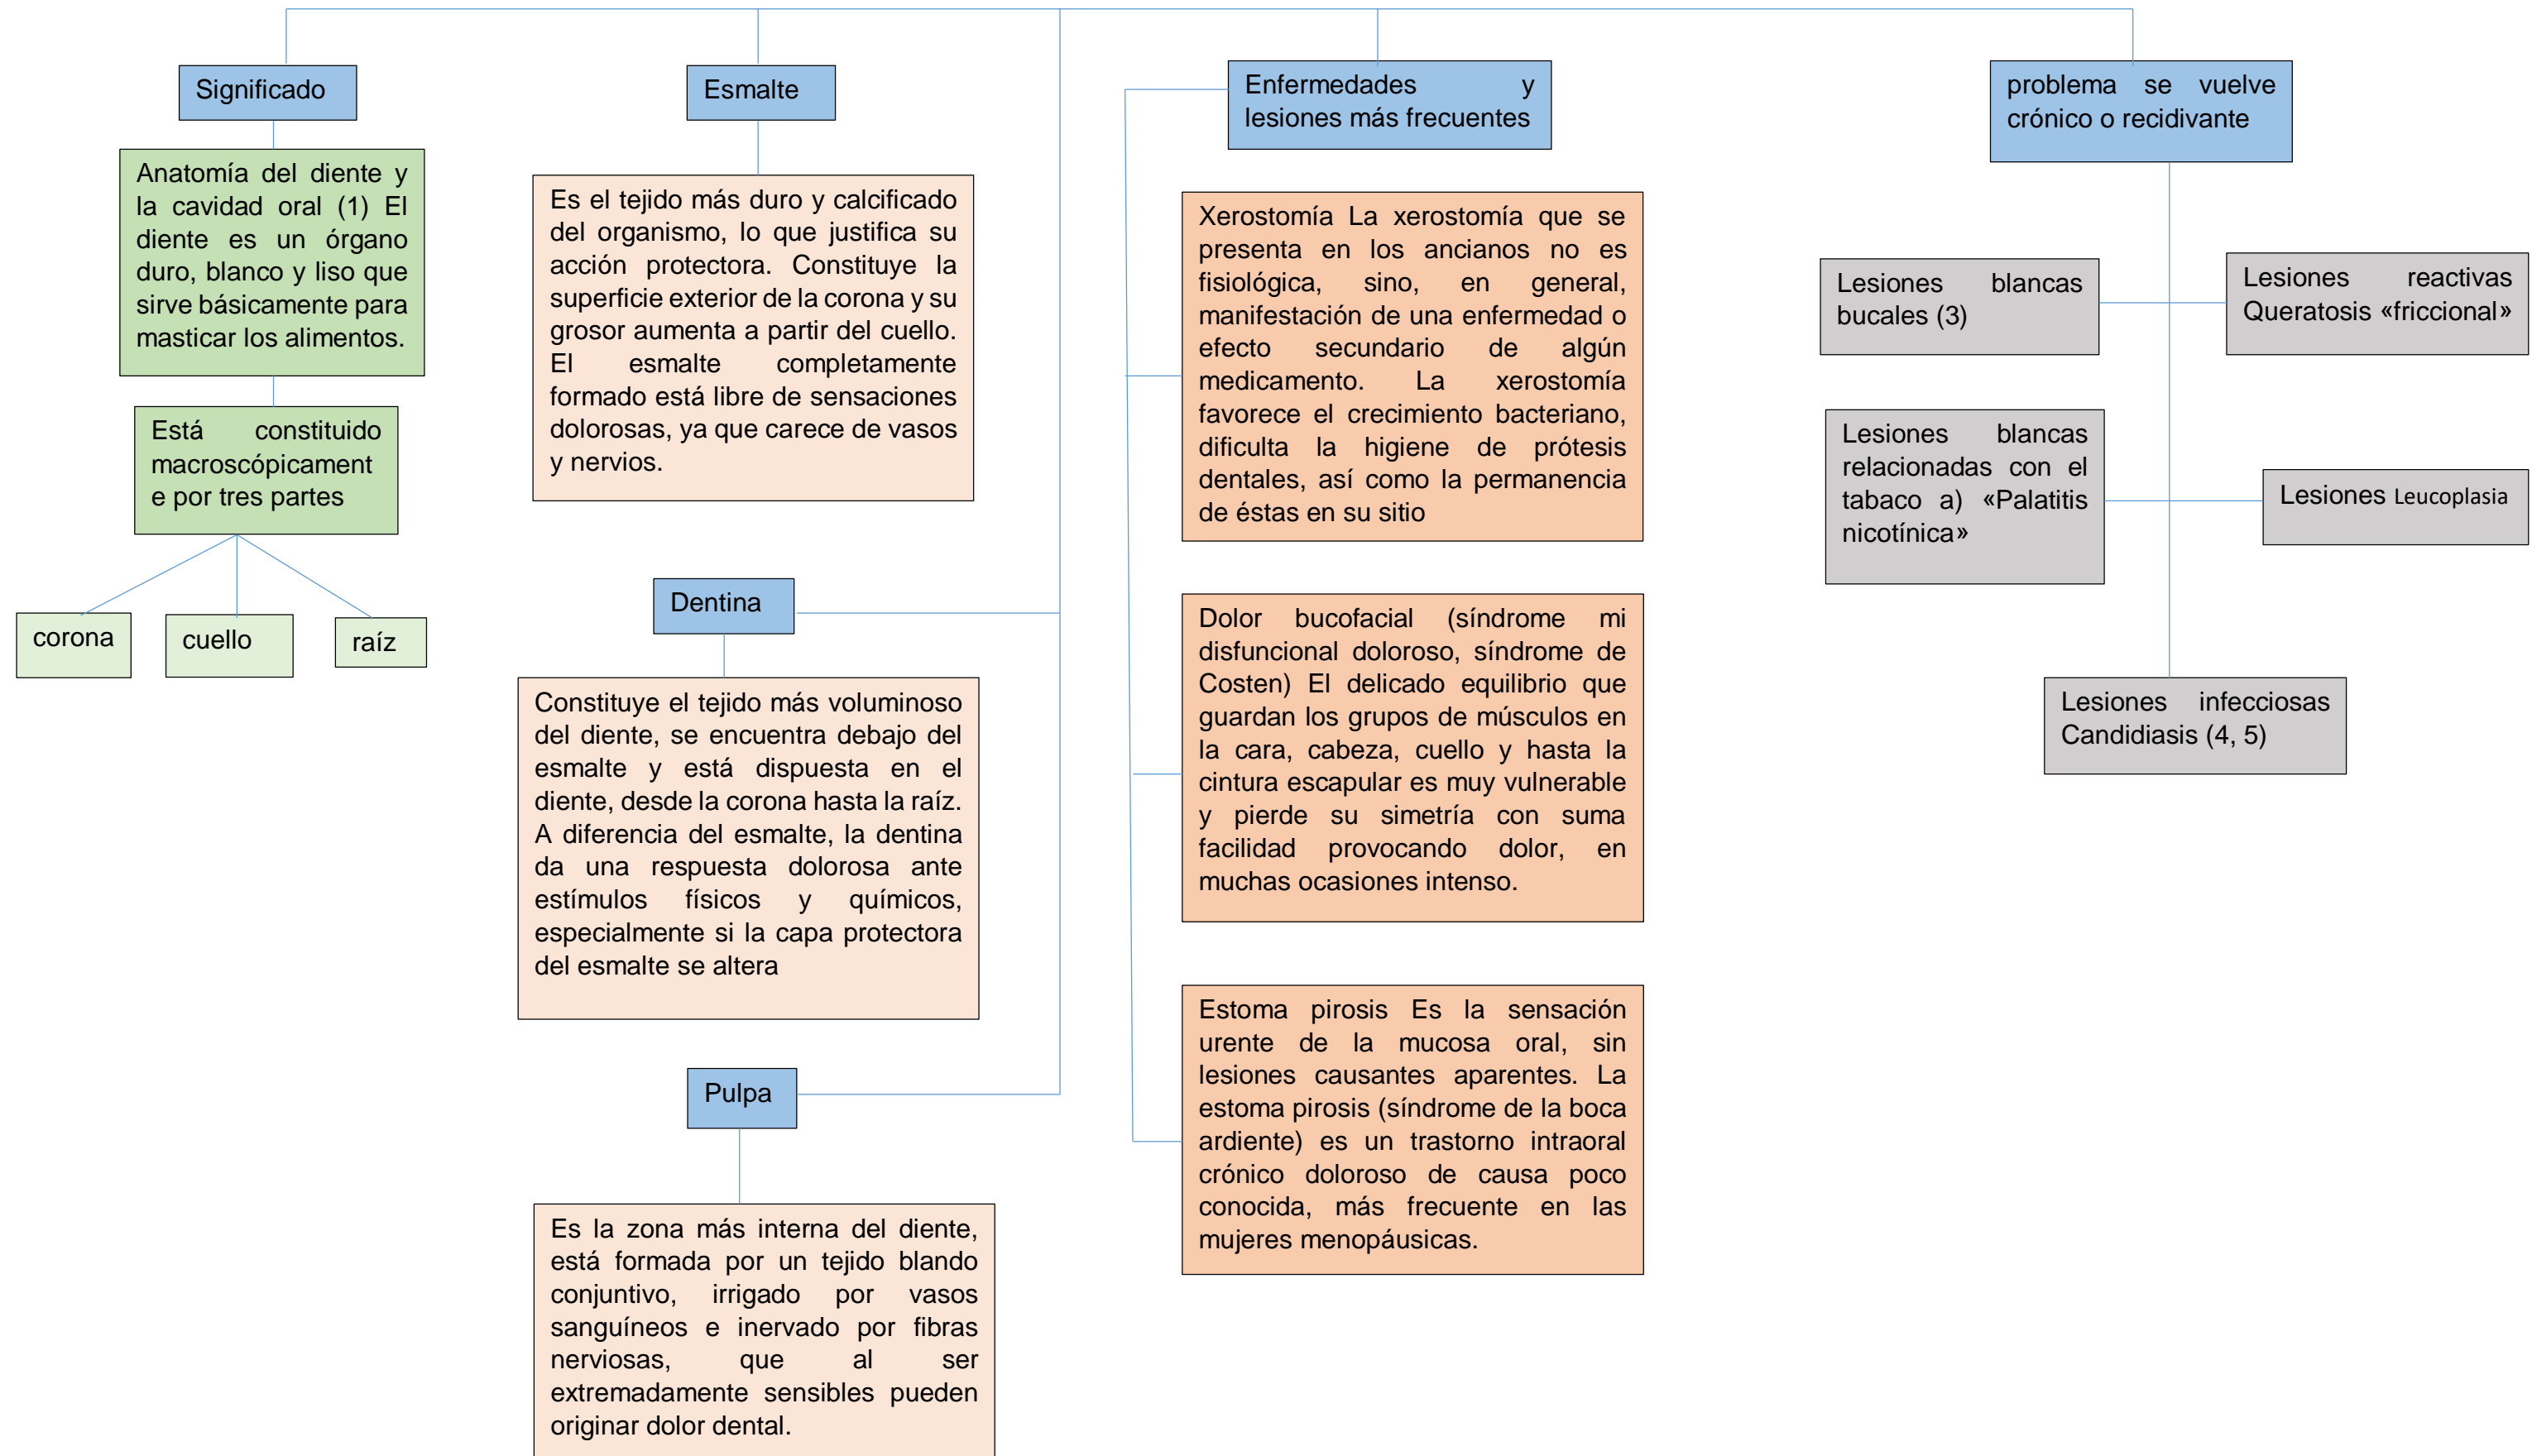 Significado
Anatomía del diente y
la cavidad oral (1) El
diente es un órgano
duro, blanco y liso que
sirve básicamente para
masticar los alimentos.
Está constituido
macroscópicament
e por tres partes
corona
cuello
raíz
Esmalte
Es el tejido más duro y calcificado
del organismo, lo que justifica su
acción protectora. Constituye la
superficie exterior de la corona y su
grosor aumenta a partir del cuello.
El esmalte completamente
formado está libre de sensaciones
dolorosas, ya que carece de vasos
y nervios.
Dentina
Constituye el tejido más voluminoso
del diente, se encuentra debajo del
esmalte y está dispuesta en el
diente, desde la corona hasta la raíz.
A diferencia del esmalte, la dentina
da una respuesta dolorosa ante
estímulos físicos y químicos,
especialmente si la capa protectora
del esmalte se altera
Pulpa
Es la zona más interna del diente,
está formada por un tejido blando
conjuntivo, irrigado por vasos
sanguíneos e inervado por fibras
nerviosas, que al ser
extremadamente sensibles pueden
originar dolor dental.
Enfermedades y
lesiones más frecuentes
Xerostomía La xerostomía que se
presenta en los ancianos no es
fisiológica, sino, en general,
manifestación de una enfermedad o
efecto secundario de algún
medicamento. La xerostomía
favorece el crecimiento bacteriano,
dificulta la higiene de prótesis
dentales, así como la permanencia
de éstas en su sitio
Dolor bucofacial (síndrome mi
disfuncional doloroso, síndrome de
Costen) El delicado equilibrio que
guardan los grupos de músculos en
la cara, cabeza, cuello y hasta la
cintura escapular es muy vulnerable
y pierde su simetría con suma
facilidad provocando dolor, en
muchas ocasiones intenso.
Estoma pirosis Es la sensación
urente de la mucosa oral, sin
lesiones causantes aparentes. La
estoma pirosis (síndrome de la boca
ardiente) es un trastorno intraoral
crónico doloroso de causa poco
conocida, más frecuente en las
mujeres menopáusicas.
problema se vuelve
crónico o recidivante
Lesiones blancas
bucales (3)
Lesiones reactivas
Queratosis «friccional»
Lesiones blancas
relacionadas con el
tabaco a) «Palatitis
nicotínica»
Lesiones Leucoplasia
Lesiones infecciosas
Candidiasis (4, 5)